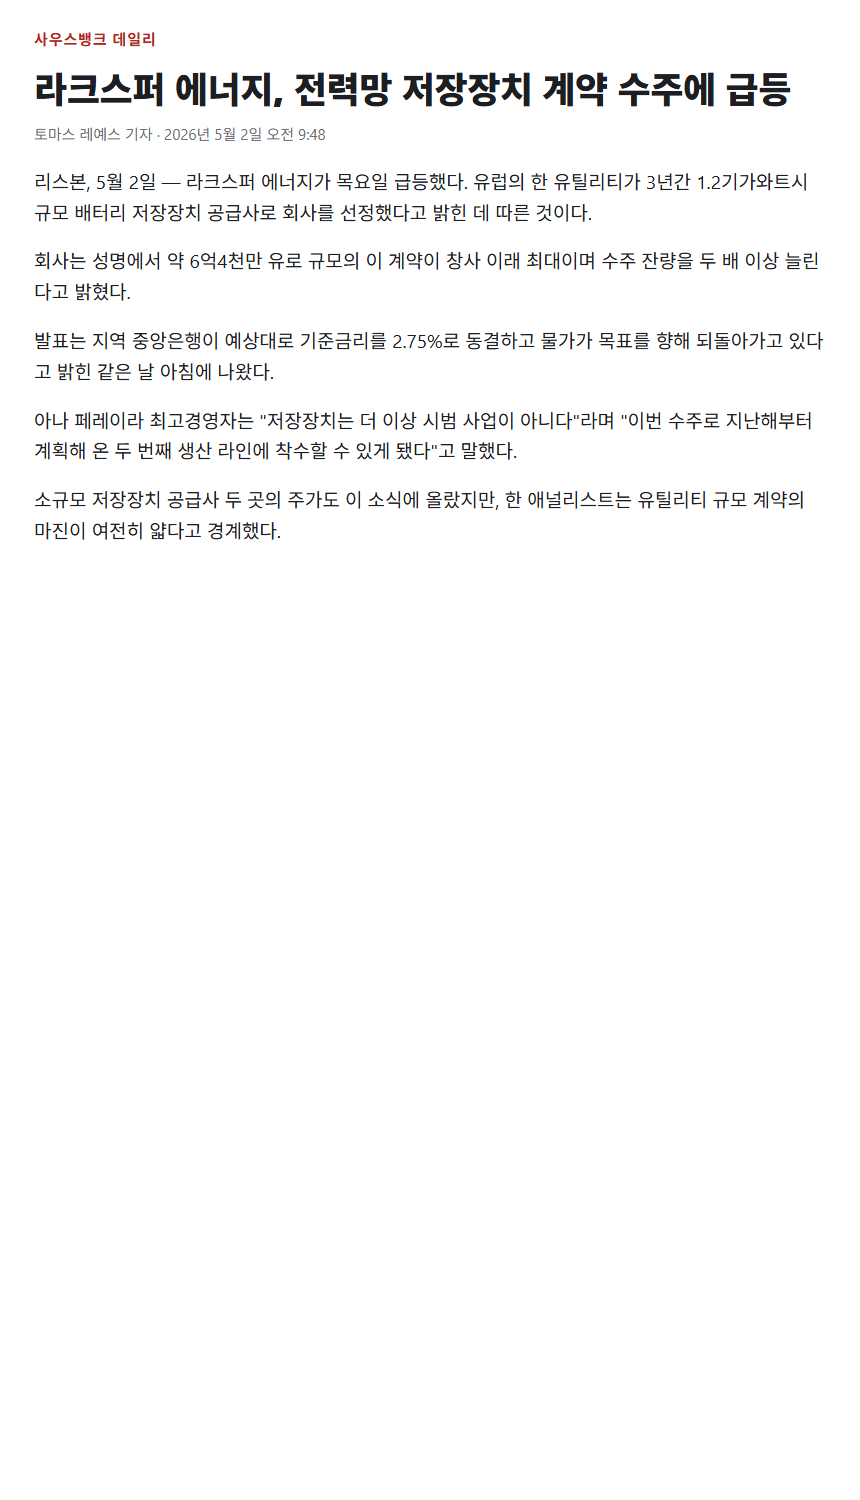 사우스뱅크 데일리
라크스퍼 에너지, 전력망 저장장치 계약 수주에 급등
토마스 레예스 기자 · 2026년 5월 2일 오전 9:48
리스본, 5월 2일 — 라크스퍼 에너지가 목요일 급등했다. 유럽의 한 유틸리티가 3년간 1.2기가와트시
규모 배터리 저장장치 공급사로 회사를 선정했다고 밝힌 데 따른 것이다.
회사는 성명에서 약 6억4천만 유로 규모의 이 계약이 창사 이래 최대이며 수주 잔량을 두 배 이상 늘린
다고 밝혔다.
발표는 지역 중앙은행이 예상대로 기준금리를 2.75%로 동결하고 물가가 목표를 향해 되돌아가고 있다
고 밝힌 같은 날 아침에 나왔다.
아나 페레이라 최고경영자는 "저장장치는 더 이상 시범 사업이 아니다"라며 "이번 수주로 지난해부터
계획해 온 두 번째 생산 라인에 착수할 수 있게 됐다"고 말했다.
소규모 저장장치 공급사 두 곳의 주가도 이 소식에 올랐지만, 한 애널리스트는 유틸리티 규모 계약의
마진이 여전히 얇다고 경계했다.